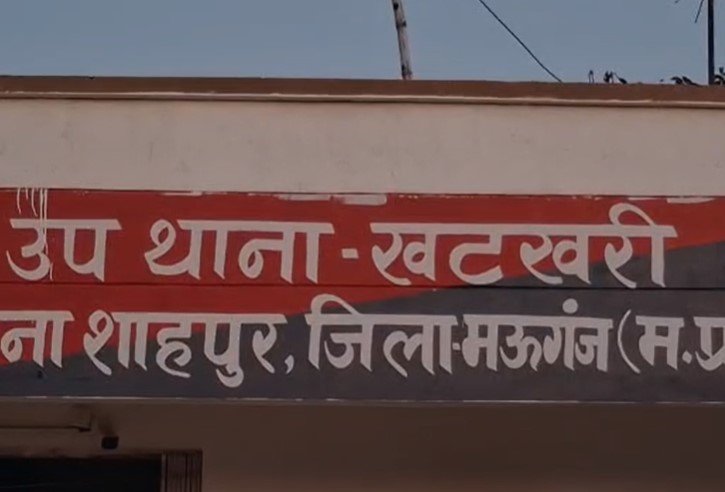 उप थाना - खटखरी
ना शाहपुर, जिला-मऊगंज (म.प्र